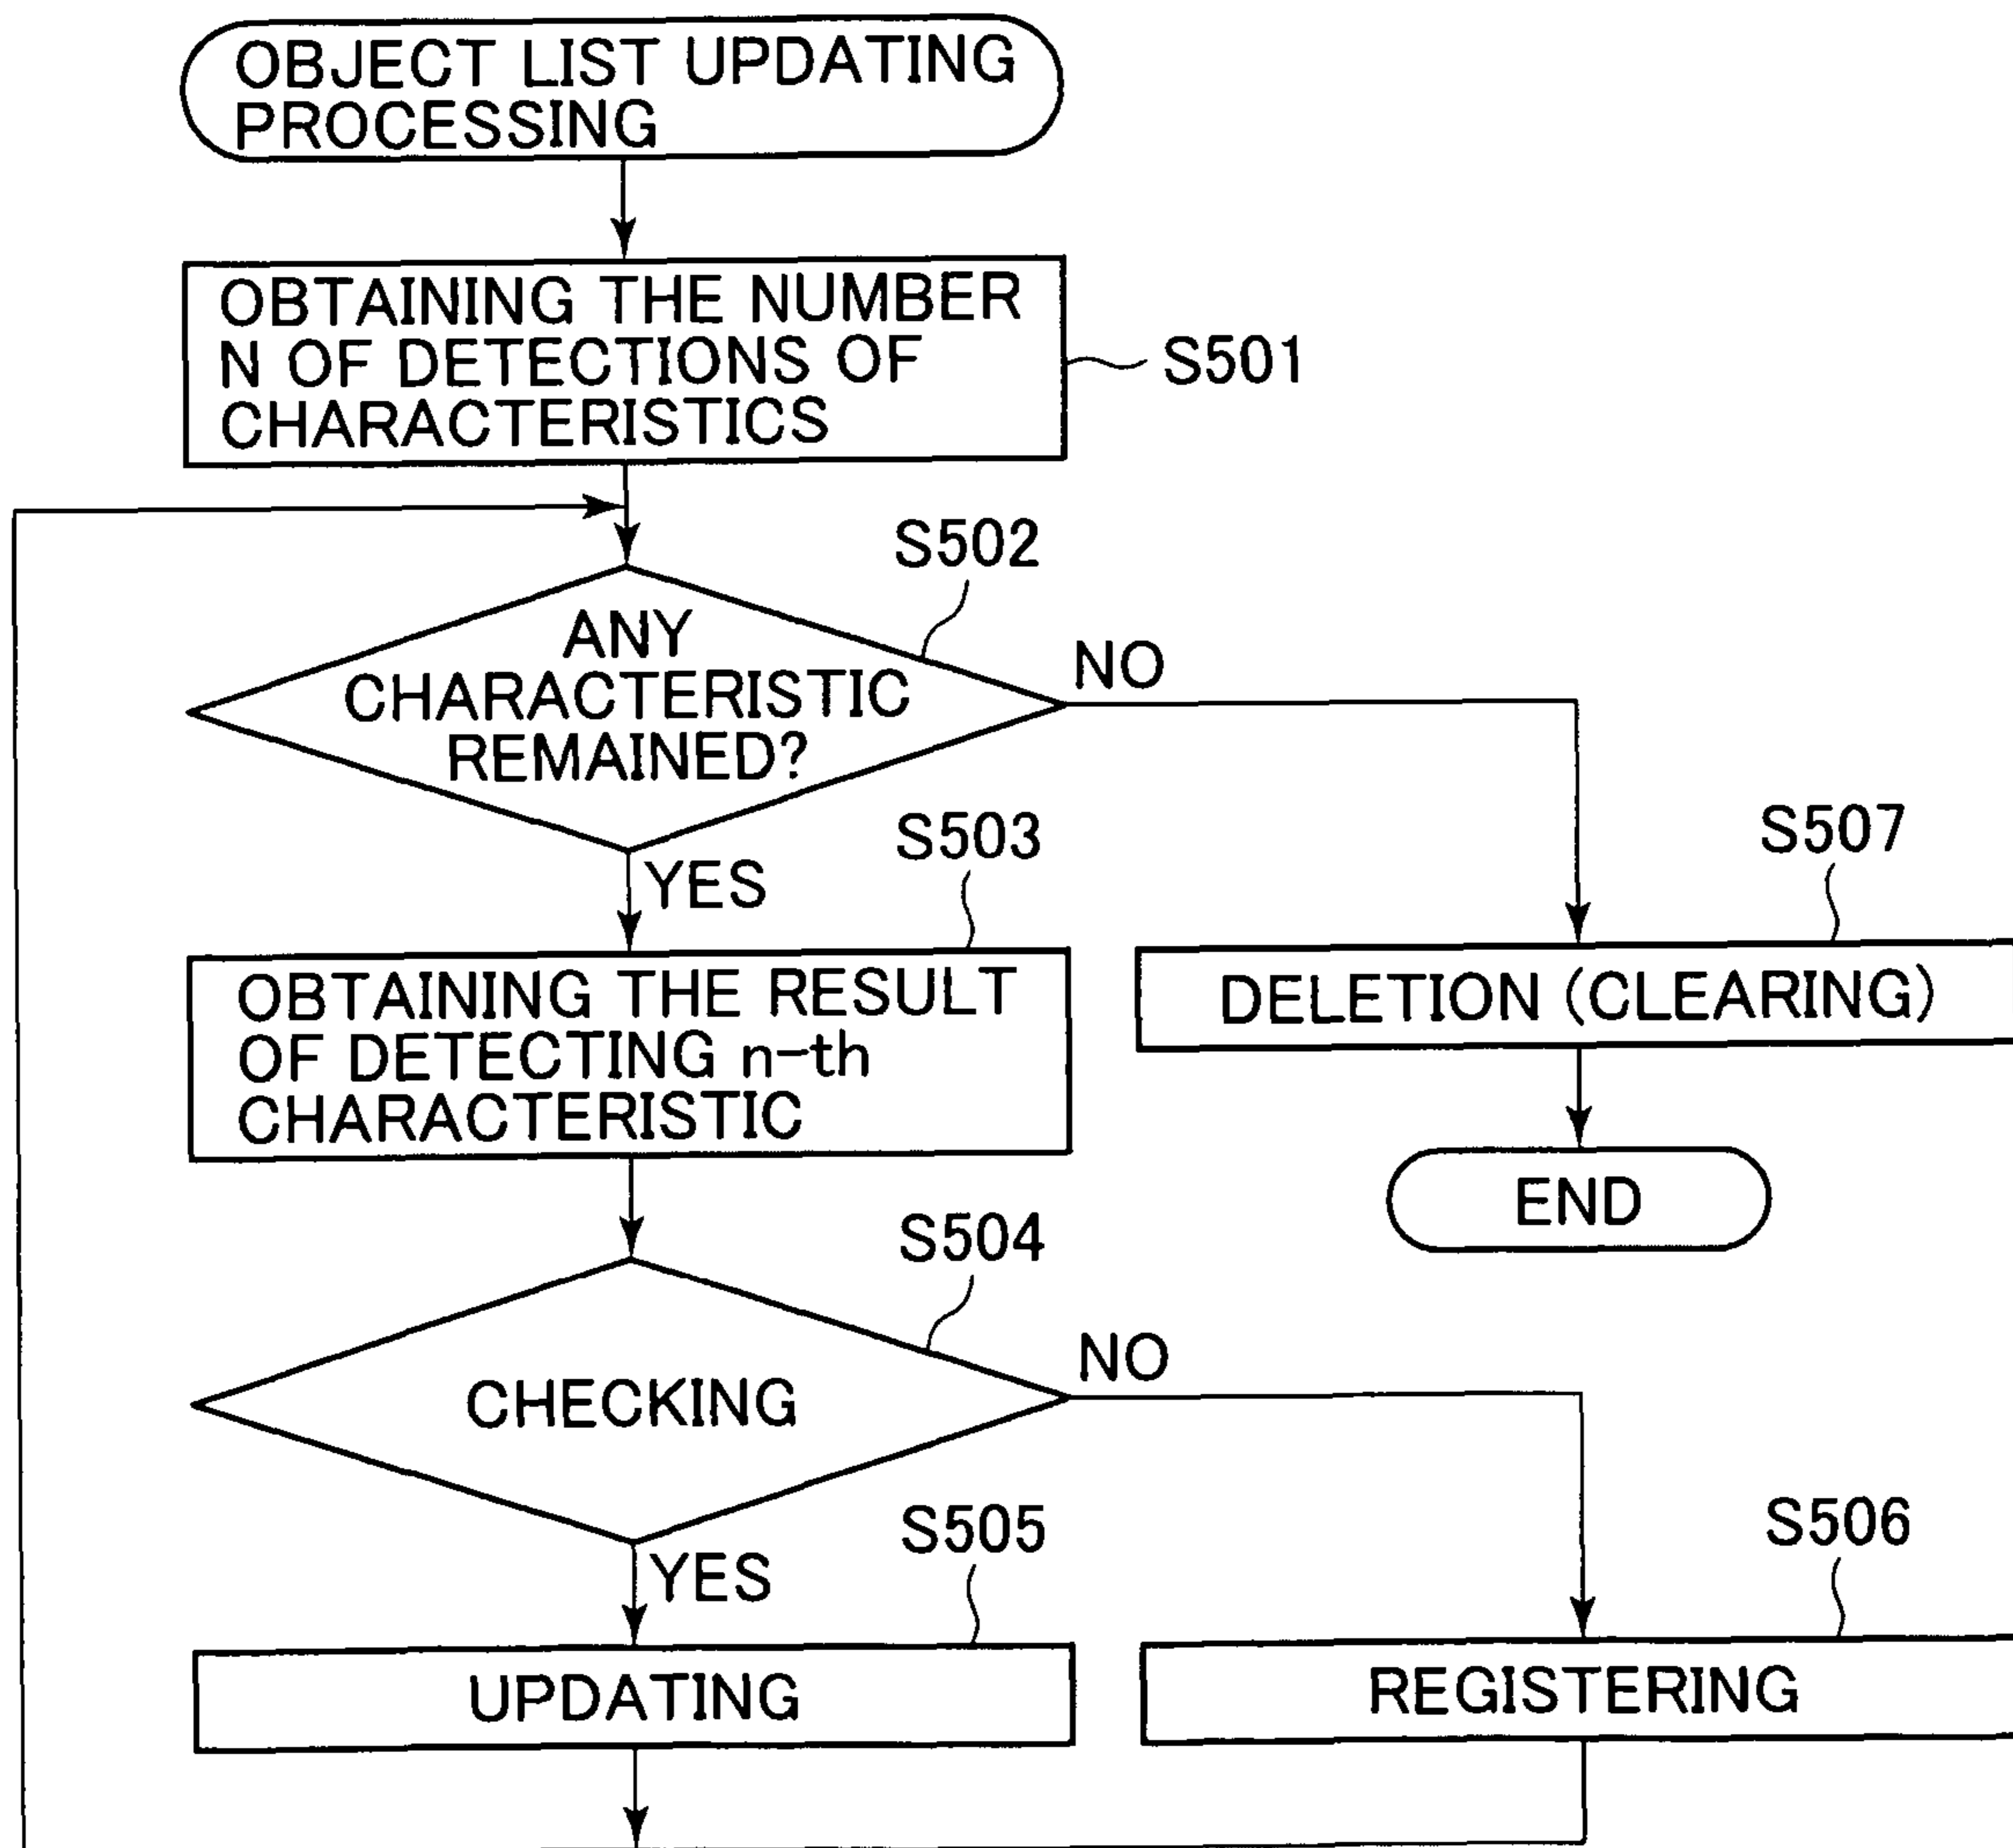 OBJECT LIST UPDATING
PROCESSING
OBTAINING THE NUMBER
N OF DETECTIONS OF
CHARACTERISTICS
S501
S502
ANY
CHARACTERISTIC
REMAINED?
NO
YES
S503
S507
OBTAINING THE RESULT
OF DETECTING n-th
CHARACTERISTIC
DELETION (CLEARING)
END
S504
CHECKING
NO
YES
S505
S506
UPDATING
REGISTERING